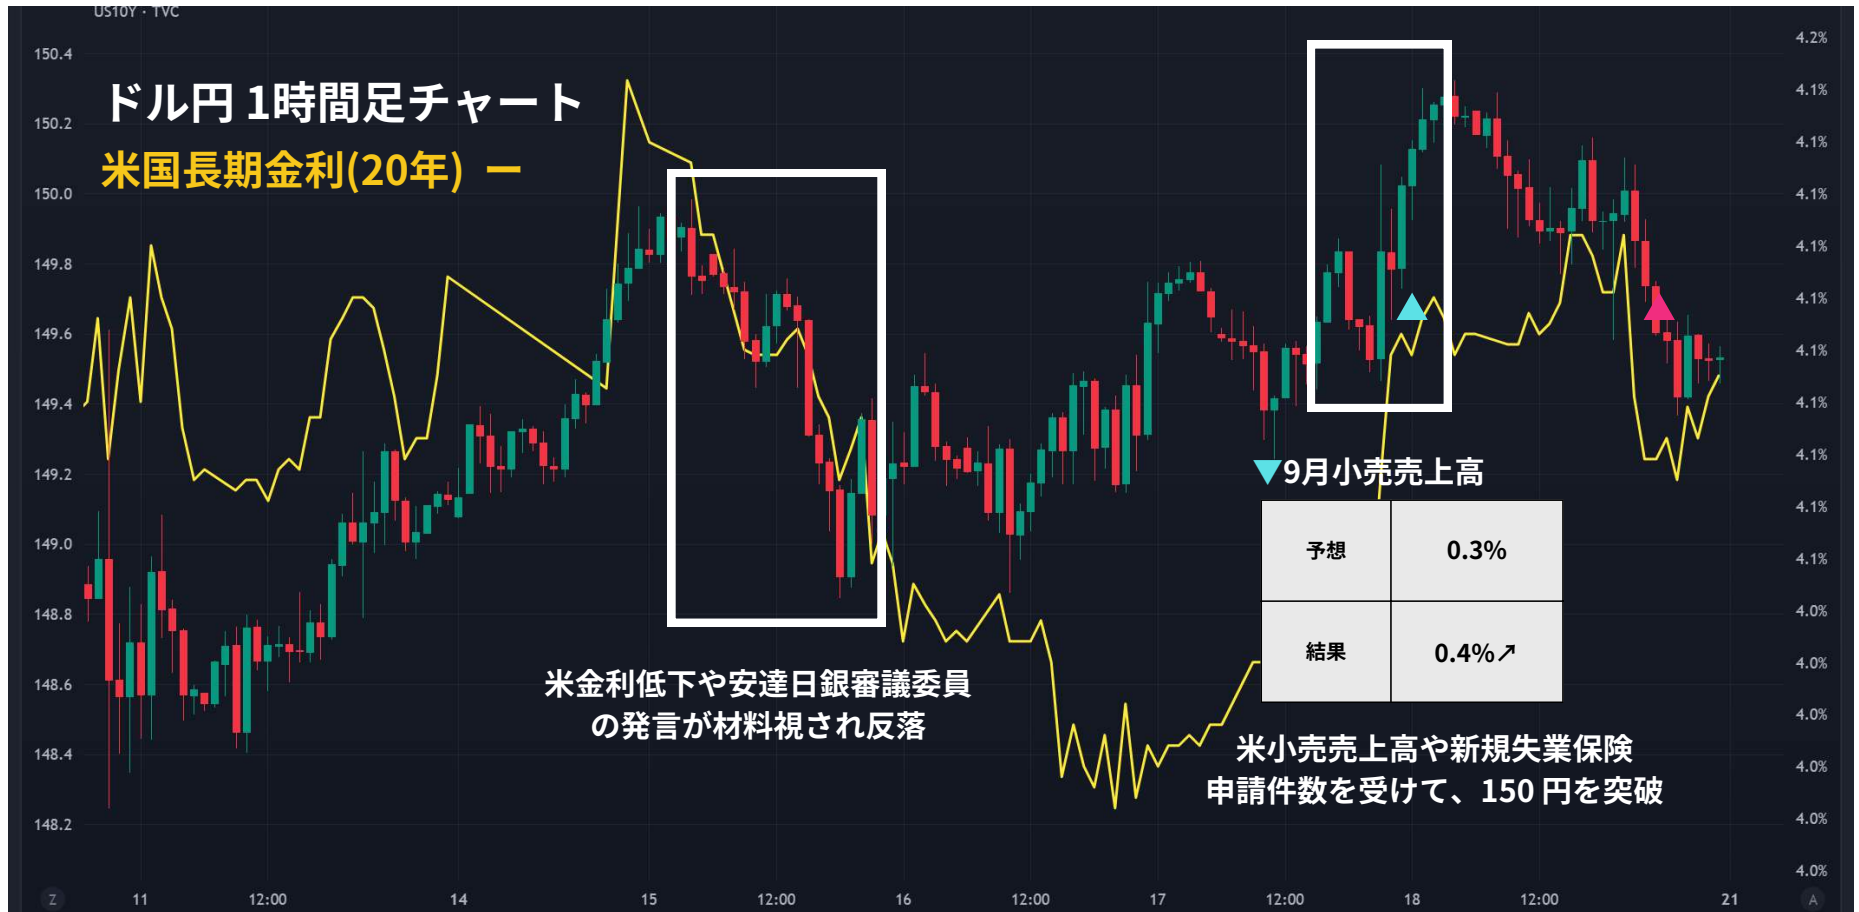 US10Y · TVC
ドル円 1時間足チャート
米国長期金利(20年) ー
150.4
150.2
150.0
149.8
149.6
149.4
149.2
149.0
148.8
148.6
148.4
148.2
4.2%
4.1%
4.1%
4.1%
4.1%
4.1%
4.1%
4.1%
4.1%
4.1%
4.1%
4.0%
4.0%
4.0%
4.0%
4.0%
4.0%
米金利低下や安達日銀審議委員
の発言が材料視され反落
▼9月小売売上高
予想 0.3%
結果 0.4%↗
米小売売上高や新規失業保険
申請件数を受けて、150 円を突破
Z 11 12:00 14 15 12:00 16 12:00 17 12:00 18 12:00 21 A